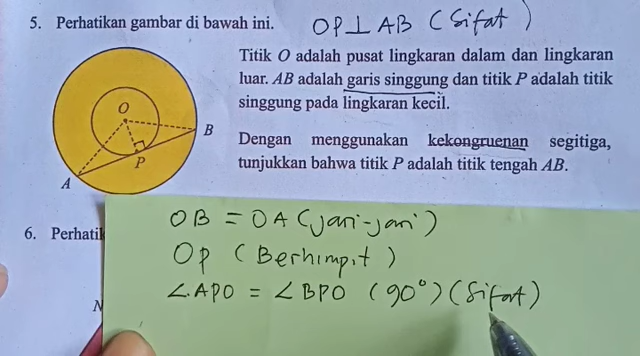 5. Perhatikan gambar di bawah ini.
OP⊥AB (Sifat)
Titik O adalah pusat lingkaran dalam dan lingkaran
luar. AB adalah garis singgung dan titik P adalah titik
singgung pada lingkaran kecil.
Dengan menggunakan kekongruenan segitiga,
tunjukkan bahwa titik P adalah titik tengah AB.
O
B
P
A
OB = OA (jari-jari)
OP (Berhimpit)
∠APO = ∠BPO (90°) (Sifat)
6.
N